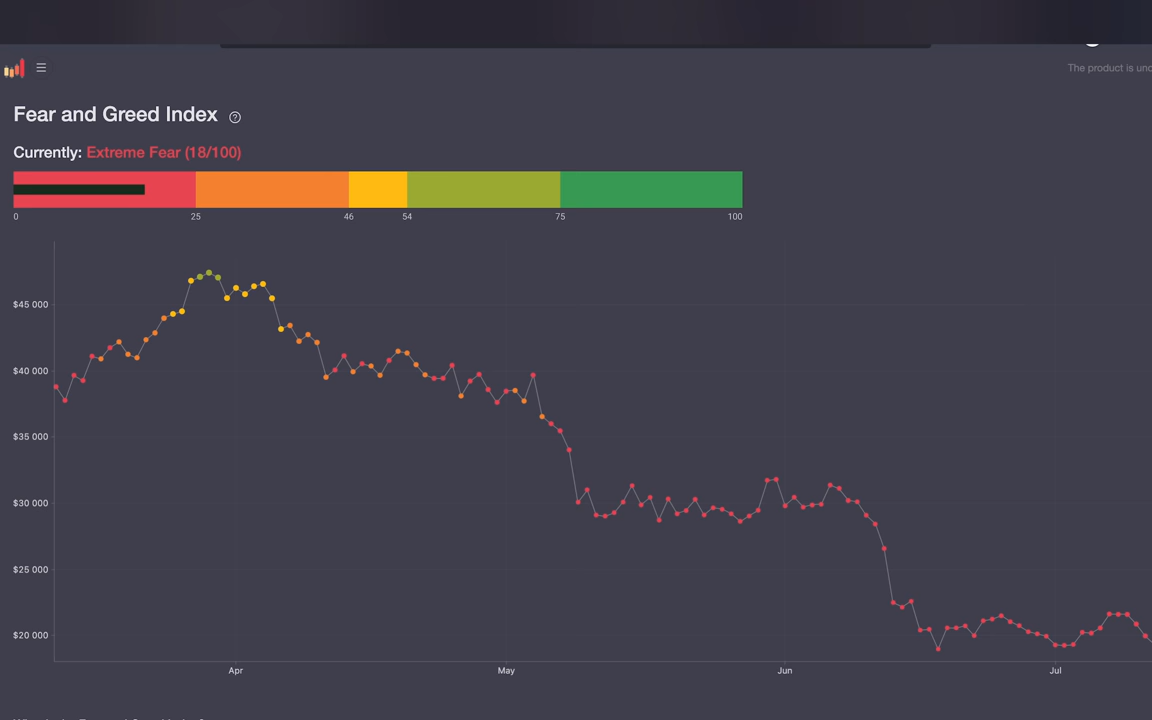 The product is
Fear and Greed Index
Currently: Extreme Fear (18/100)
0 25 46 54 75 100
$45 000
$40 000
$35 000
$30 000
$25 000
$20 000
Apr May Jun Jul